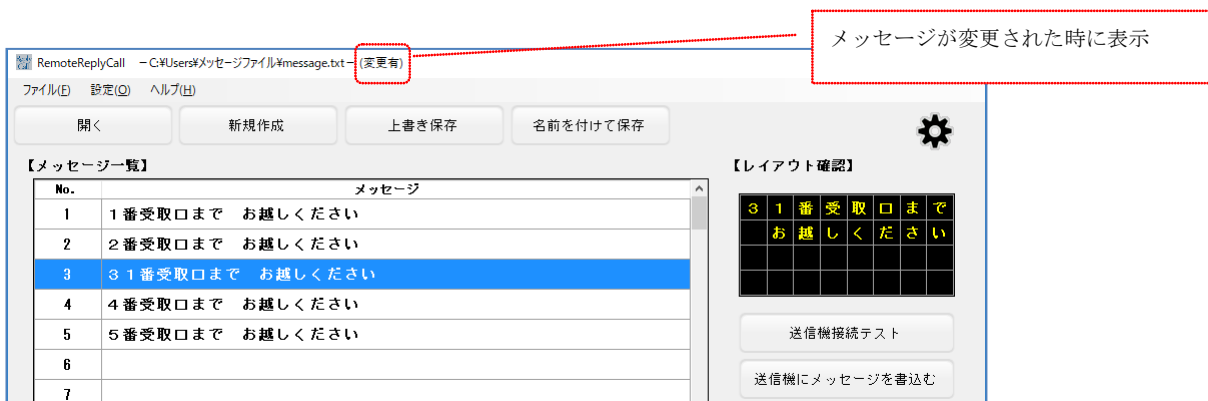 メッセージが変更された時に表示
RemoteReplyCall －C:¥Users¥メッセージファイル¥message.txt－(変更有)
ファイル(F) 設定(O) ヘルプ(H)
開く 新規作成 上書き保存 名前を付けて保存
【メッセージ一覧】
No. メッセージ
1 １番受取口まで　お越しください
2 ２番受取口まで　お越しください
3 ３１番受取口まで　お越しください
4 ４番受取口まで　お越しください
5 ５番受取口まで　お越しください
6
7
【レイアウト確認】
３１番受取口まで
お越しください
送信機接続テスト
送信機にメッセージを書込む